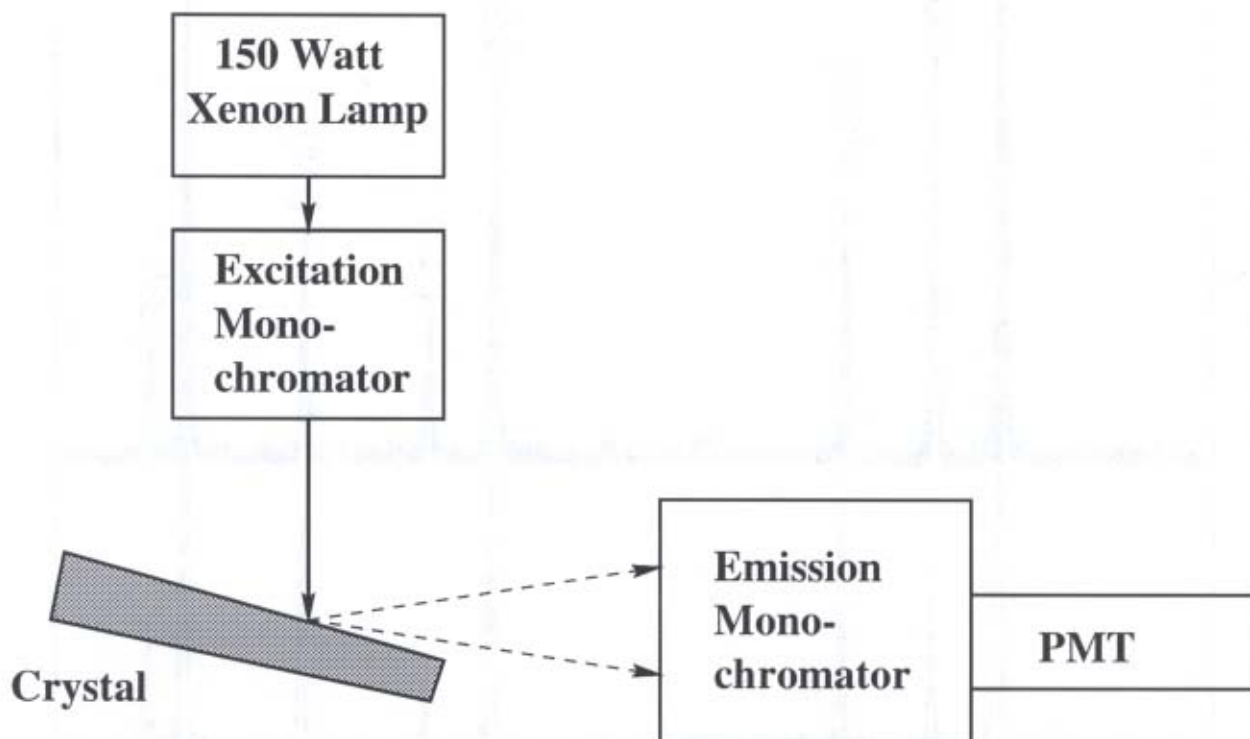 150 Watt
Xenon Lamp
Excitation
Mono-
chromator
Emission
Mono-
chromator
PMT
Crystal